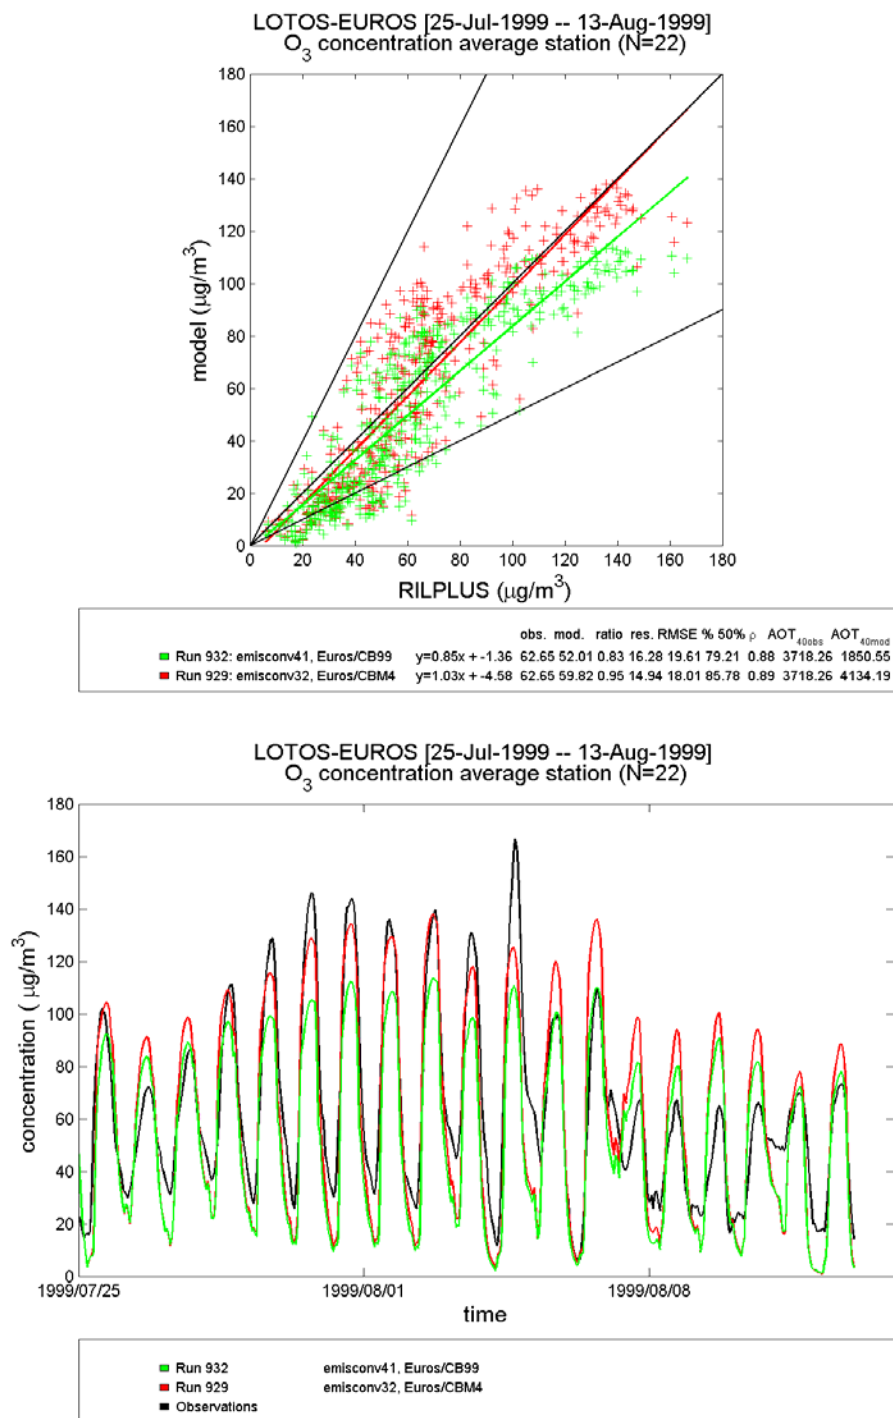 LOTOS-EUROS [25-Jul-1999 -- 13-Aug-1999]
O3 concentration average station (N=22)
180
160
140
120
100
80
60
40
20
0
model (μg/m3)
0 20 40 60 80 100 120 140 160 180
RILPLUS (μg/m3)
obs. mod. ratio res. RMSE % 50% ρ AOT40obs AOT40mod
Run 932: emisconv41, Euros/CB99 y=0.85x + -1.36 62.65 52.01 0.83 16.28 19.61 79.21 0.88 3718.26 1850.55
Run 929: emisconv32, Euros/CBM4 y=1.03x + -4.58 62.65 59.82 0.95 14.94 18.01 85.78 0.89 3718.26 4134.19
LOTOS-EUROS [25-Jul-1999 -- 13-Aug-1999]
O3 concentration average station (N=22)
180
160
140
120
100
80
60
40
20
0
concentration ( μg/m3)
1999/07/25 1999/08/01 1999/08/08
time
Run 932 emisconv41, Euros/CB99
Run 929 emisconv32, Euros/CBM4
Observations